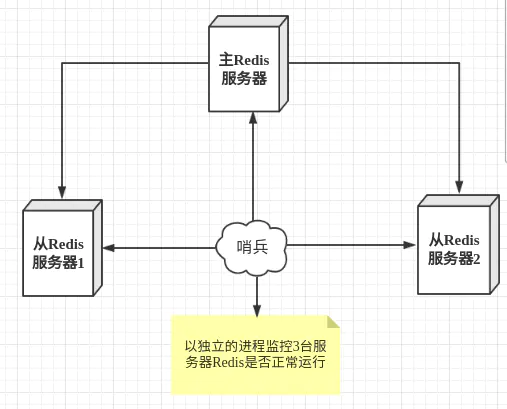 主Redis
服务器
从Redis
服务器1
哨兵
从Redis
服务器2
以独立的进程监控3台服
务器Redis是否正常运行